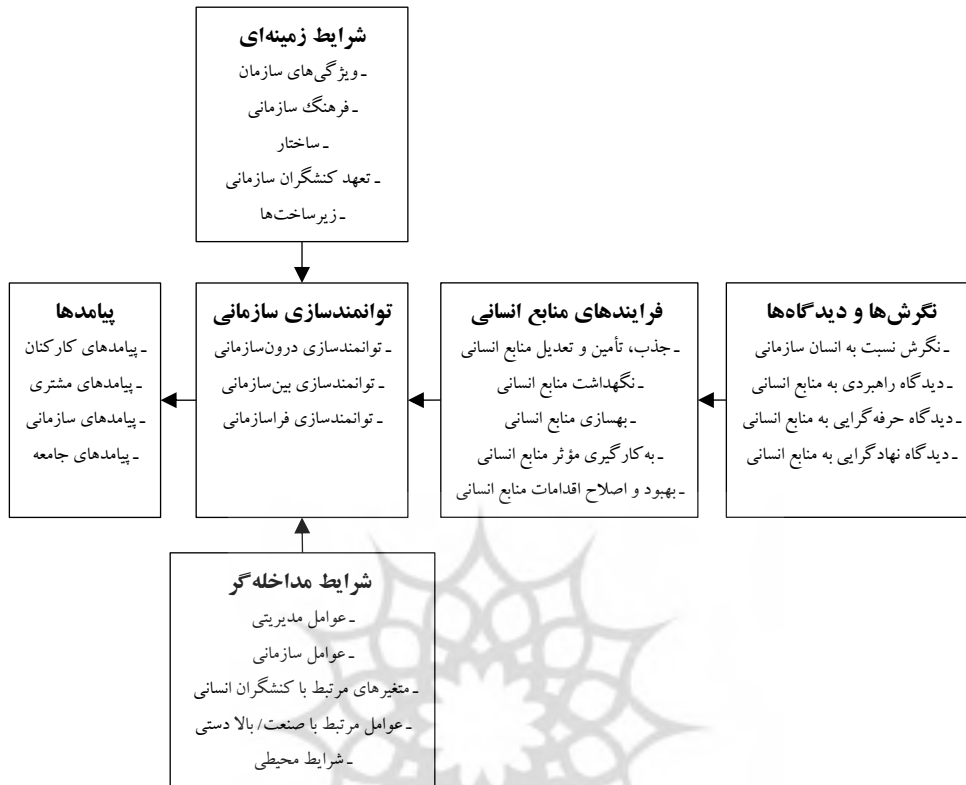 شرایط زمینه‌ای
ـ ویژگی‌های سازمان
ـ فرهنگ سازمانی
ـ ساختار
ـ تعهد کنشگران سازمانی
ـ زیرساخت‌ها
نگرش‌ها و دیدگاه‌ها
ـ نگرش نسبت به انسان سازمانی
ـ دیدگاه راهبردی به منابع انسانی
ـ دیدگاه حرفه‌گرایی به منابع انسانی
ـ دیدگاه نهادگرایی به منابع انسانی
فرایندهای منابع انسانی
ـ جذب، تأمین و تعدیل منابع انسانی
ـ نگهداشت منابع انسانی
ـ بهسازی منابع انسانی
ـ به‌کارگیری مؤثر منابع انسانی
ـ بهبود و اصلاح اقدامات منابع انسانی
توانمندسازی سازمانی
ـ توانمندسازی درون‌سازمانی
ـ توانمندسازی بین‌سازمانی
ـ توانمندسازی فراسازمانی
پیامدها
ـ پیامدهای کارکنان
ـ پیامدهای مشتری
ـ پیامدهای سازمانی
ـ پیامدهای جامعه
شرایط مداخله‌گر
ـ عوامل مدیریتی
ـ عوامل سازمانی
ـ متغیرهای مرتبط با کنشگران انسانی
ـ عوامل مرتبط با صنعت/ بالا دستی
ـ شرایط محیطی